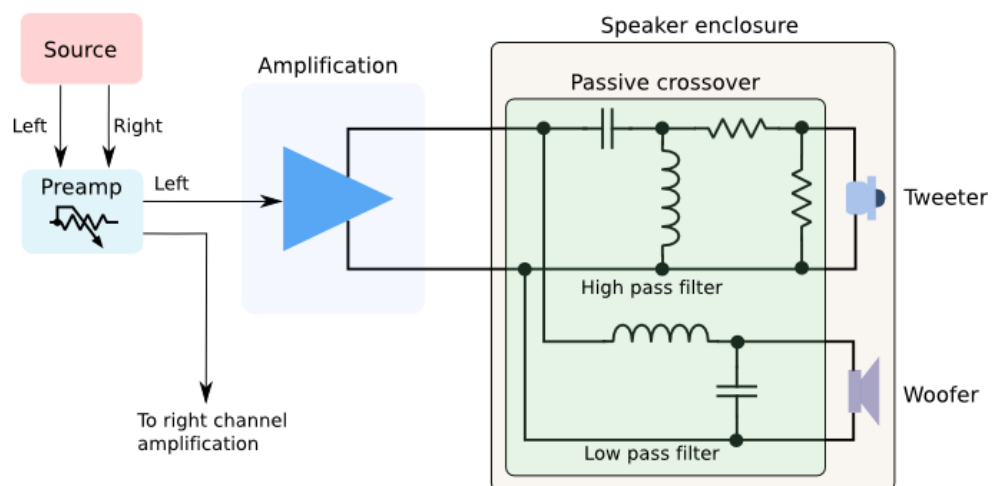 Speaker enclosure
Source
Amplification
Passive crossover
Left
Right
Preamp
Left
Tweeter
High pass filter
To right channel
amplification
Woofer
Low pass filter